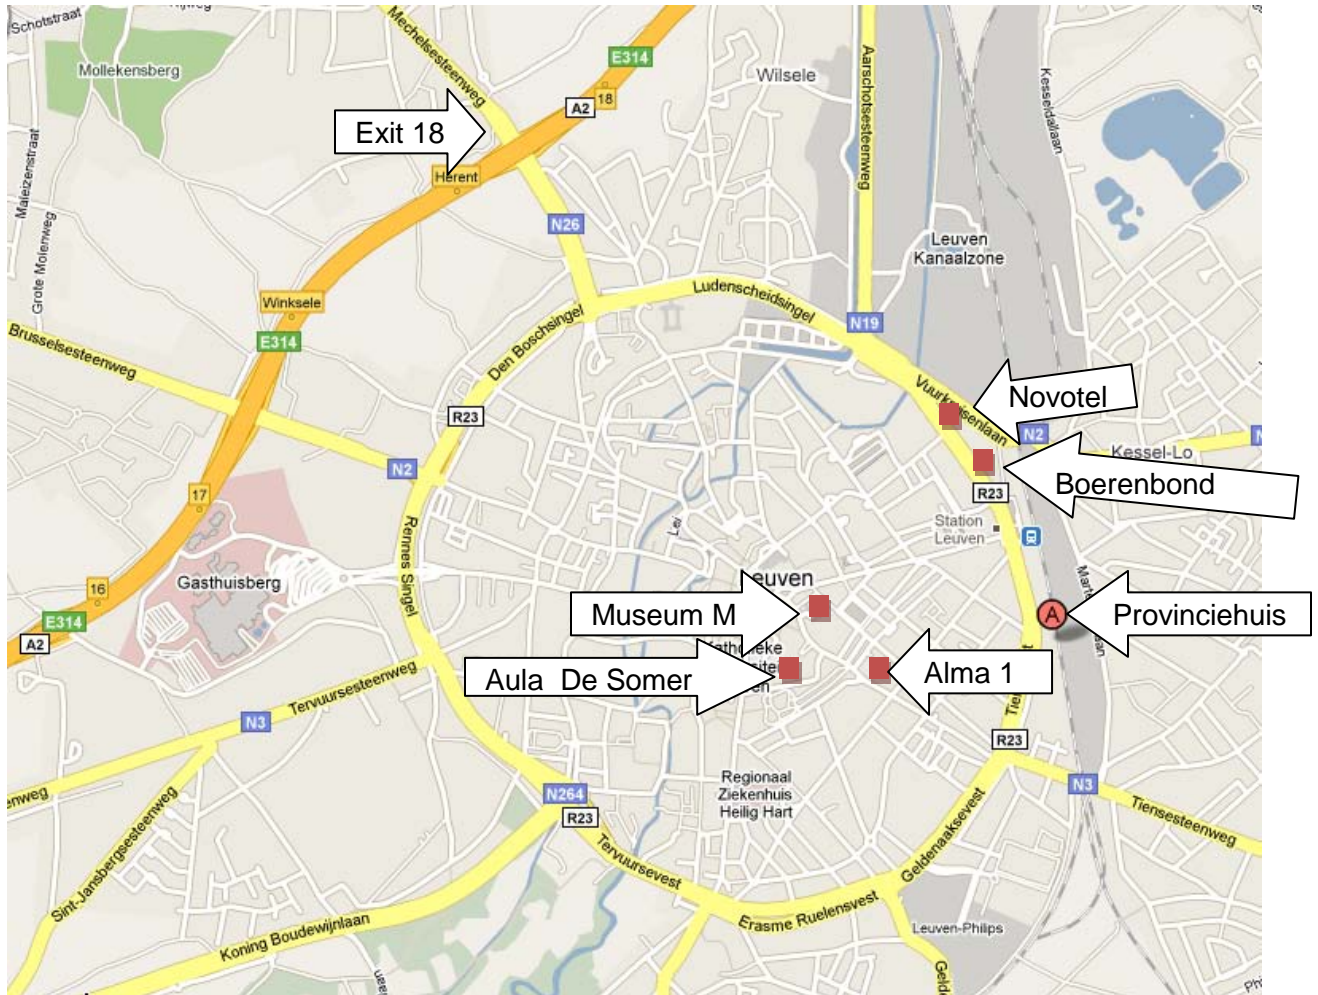 Schotstraat
Mollekensberg
Maleizenstraat
Grote Molenweg
Mechelsesteenweg
E314
A2
18
Exit 18
Herent
N26
Wilsele
Aarschotsesteenweg
Kesseldallaan
Leuven
Kanaalzone
Winksele
E314
Brusselsesteenweg
Ludenscheidsingel
Den Boschsingel
N19
R23
N2
Vuurkruisenlaan
Novotel
N2
Kessel-Lo
Boerenbond
R23
Station
Leuven
17
Gasthuisberg
16
E314
A2
Rennes Singel
Lei
Museum M
Aula De Somer
Alma 1
Provinciehuis
A
Tervuursesteenweg
N3
Sint-Jansbergsesteenweg
N264
R23
Tervuursevest
Koning Boudewijnlaan
Regionaal
Ziekenhuis
Heilig Hart
R23
N3
Tiensesteenweg
Geldenaaksevest
Erasme Ruelensvest
Leuven-Philips